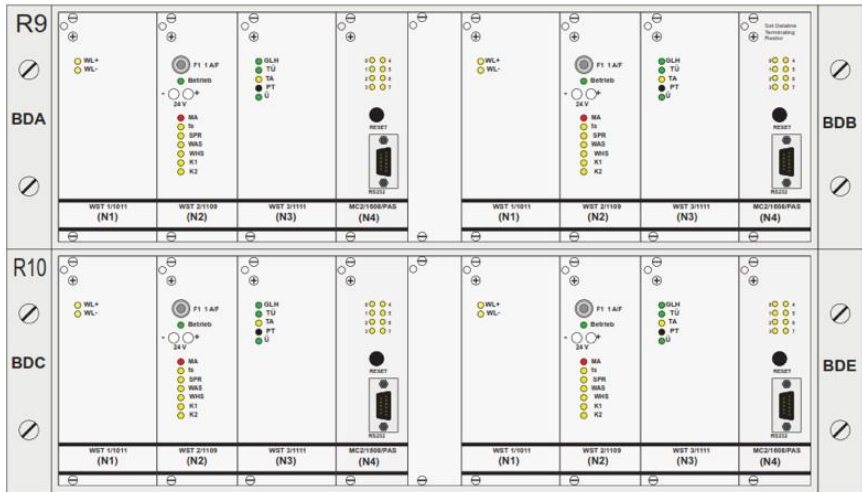 R9
BDA
WL+
WL-
WST 1/1011
(N1)
F1 1 A/F
Betrieb
- +
24 V
MA
ts
SPR
WAS
WHS
K1
K2
WST 2/1109
(N2)
GLH
TÜ
TA
PT
Ü
WST 3/1111
(N3)
0 4
1 5
2 6
3 7
RESET
RS232
MC2/1608/PAS
(N4)
WL+
WL-
WST 1/1011
(N1)
F1 1 A/F
Betrieb
- +
24 V
MA
ts
SPR
WAS
WHS
K1
K2
WST 2/1109
(N2)
GLH
TÜ
TA
PT
Ü
WST 3/1111
(N3)
Set Dataline
Terminating
0 4
1 5
2 6
3 7
RESET
RS232
MC2/1608/PAS
(N4)
BDB
R10
BDC
WL+
WL-
WST 1/1011
(N1)
F1 1 A/F
Betrieb
- +
24 V
MA
ts
SPR
WAS
WHS
K1
K2
WST 2/1109
(N2)
GLH
TÜ
TA
PT
Ü
WST 3/1111
(N3)
0 4
1 5
2 6
3 7
RESET
RS232
MC2/1608/PAS
(N4)
WL+
WL-
WST 1/1011
(N1)
F1 1 A/F
Betrieb
- +
24 V
MA
ts
SPR
WAS
WHS
K1
K2
WST 2/1109
(N2)
GLH
TÜ
TA
PT
Ü
WST 3/1111
(N3)
0 4
1 5
2 6
3 7
RESET
RS232
MC2/1608/PAS
(N4)
BDE